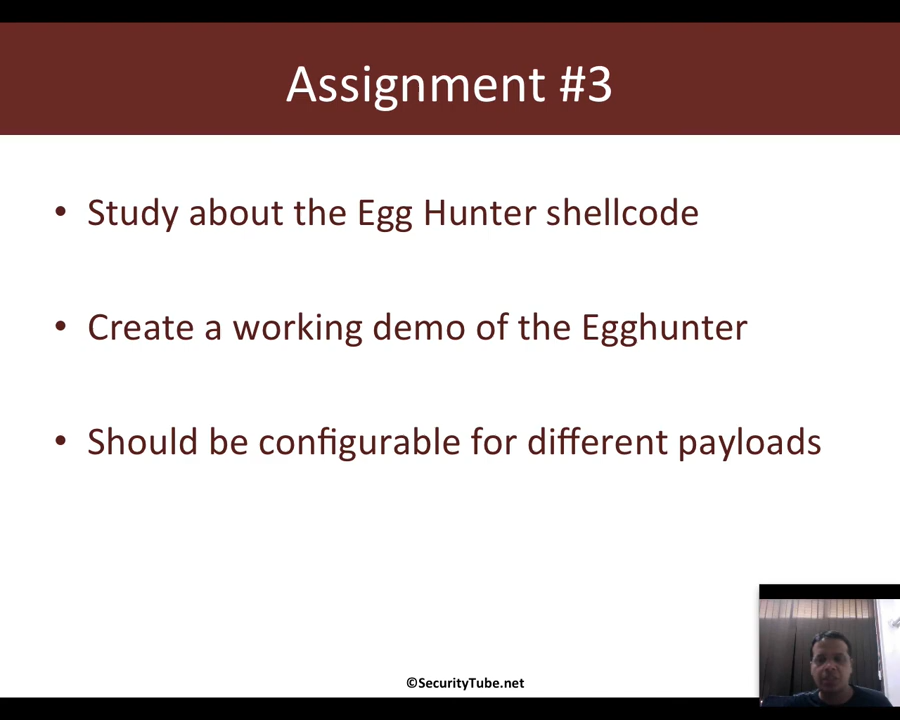 Assignment #3
• Study about the Egg Hunter shellcode
• Create a working demo of the Egghunter
• Should be configurable for different payloads
©SecurityTube.net